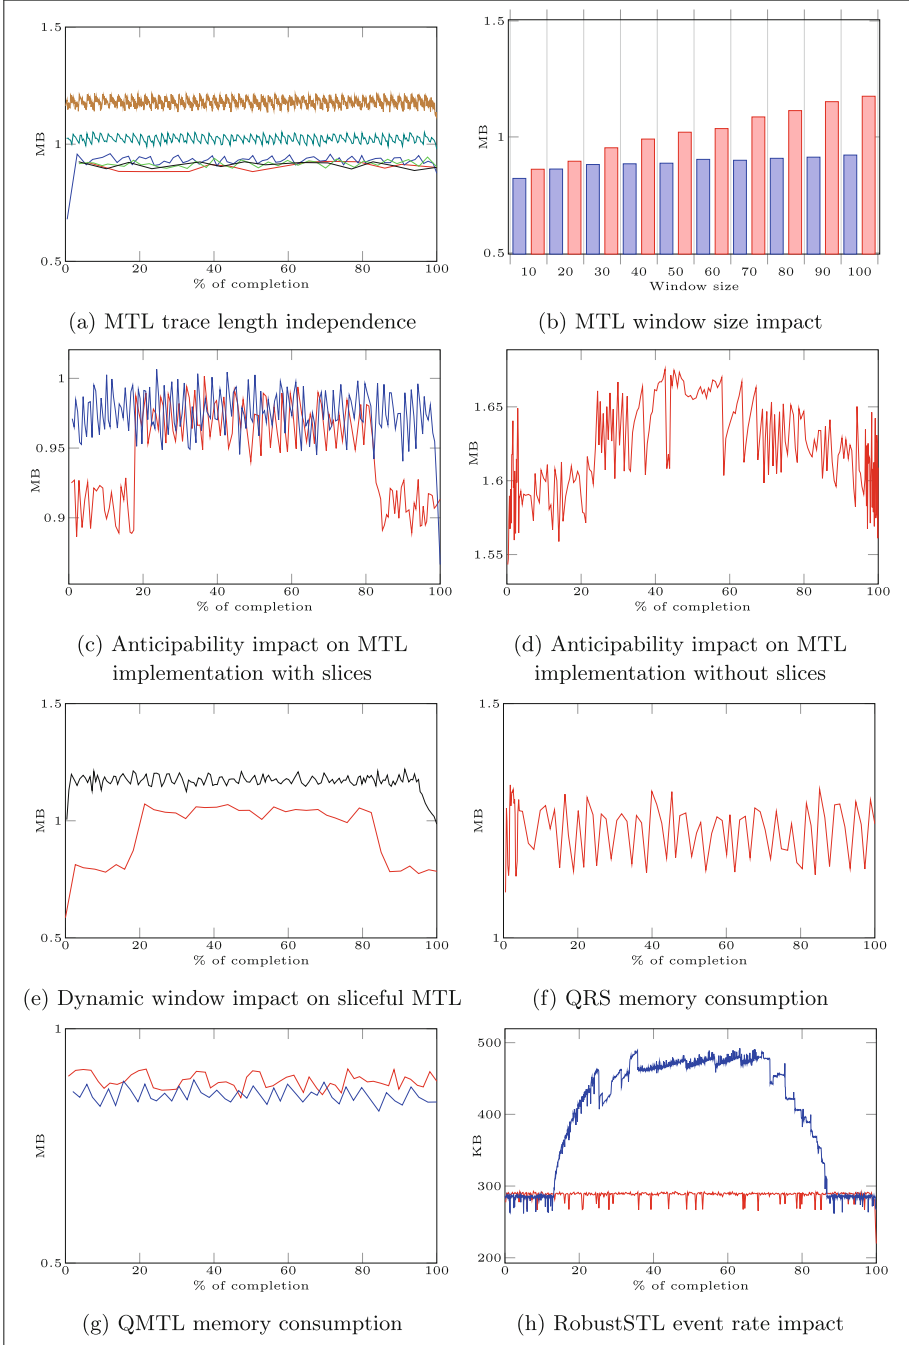 1.5
1
0.5
MB
0 20 40 60 80 100
% of completion
(a) MTL trace length independence
1.5
1
0.5
MB
10 20 30 40 50 60 70 80 90 100
Window size
(b) MTL window size impact
1
0.95
0.9
MB
0 20 40 60 80 100
% of completion
(c) Anticipability impact on MTL
implementation with slices
1.65
1.6
1.55
MB
0 20 40 60 80 100
% of completion
(d) Anticipability impact on MTL
implementation without slices
1.5
1
0.5
MB
0 20 40 60 80 100
% of completion
(e) Dynamic window impact on sliceful MTL
1.5
1
MB
0 20 40 60 80 100
% of completion
(f) QRS memory consumption
1
0.5
MB
0 20 40 60 80 100
% of completion
(g) QMTL memory consumption
500
400
300
200
KB
0 20 40 60 80 100
% of completion
(h) RobustSTL event rate impact